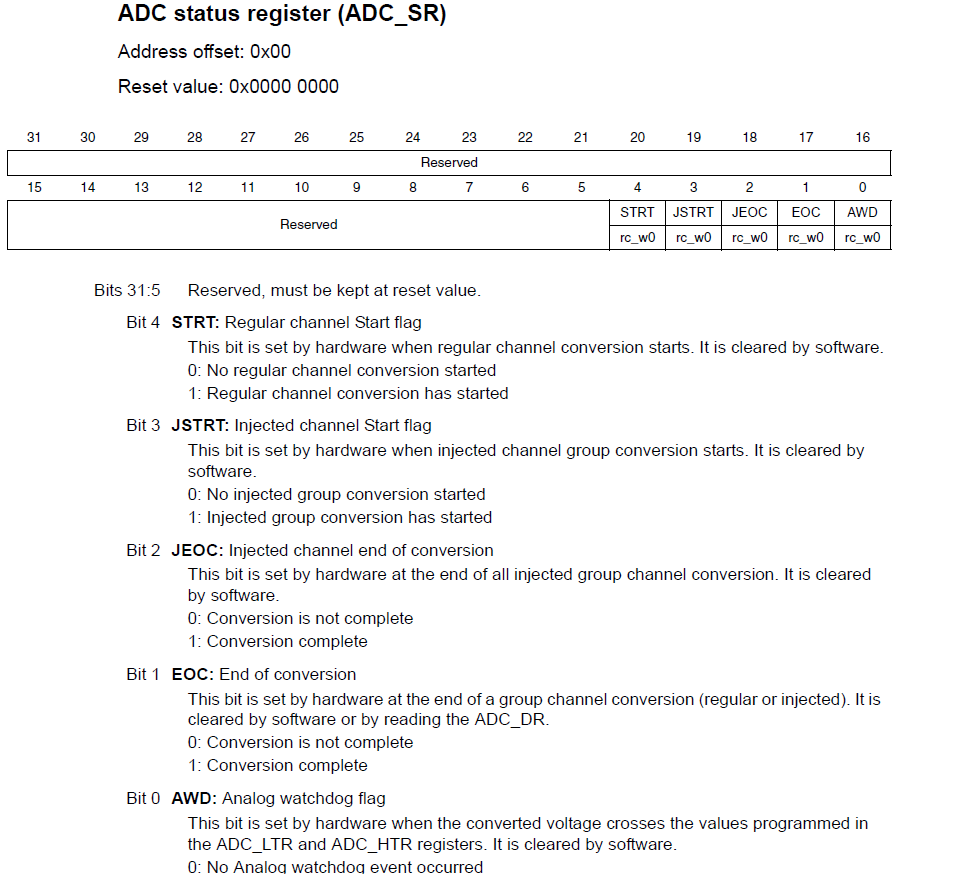 ADC status register (ADC_SR)
Address offset: 0x00
Reset value: 0x0000 0000
31 30 29 28 27 26 25 24 23 22 21 20 19 18 17 16
Reserved
15 14 13 12 11 10 9 8 7 6 5 4 3 2 1 0
Reserved STRT JSTRT JEOC EOC AWD
rc_w0 rc_w0 rc_w0 rc_w0 rc_w0
Bits 31:5 Reserved, must be kept at reset value.
Bit 4 STRT: Regular channel Start flag
This bit is set by hardware when regular channel conversion starts. It is cleared by software.
0: No regular channel conversion started
1: Regular channel conversion has started
Bit 3 JSTRT: Injected channel Start flag
This bit is set by hardware when injected channel group conversion starts. It is cleared by
software.
0: No injected group conversion started
1: Injected group conversion has started
Bit 2 JEOC: Injected channel end of conversion
This bit is set by hardware at the end of all injected group channel conversion. It is cleared
by software.
0: Conversion is not complete
1: Conversion complete
Bit 1 EOC: End of conversion
This bit is set by hardware at the end of a group channel conversion (regular or injected). It is
cleared by software or by reading the ADC_DR.
0: Conversion is not complete
1: Conversion complete
Bit 0 AWD: Analog watchdog flag
This bit is set by hardware when the converted voltage crosses the values programmed in
the ADC_LTR and ADC_HTR registers. It is cleared by software.
0: No Analog watchdog event occurred